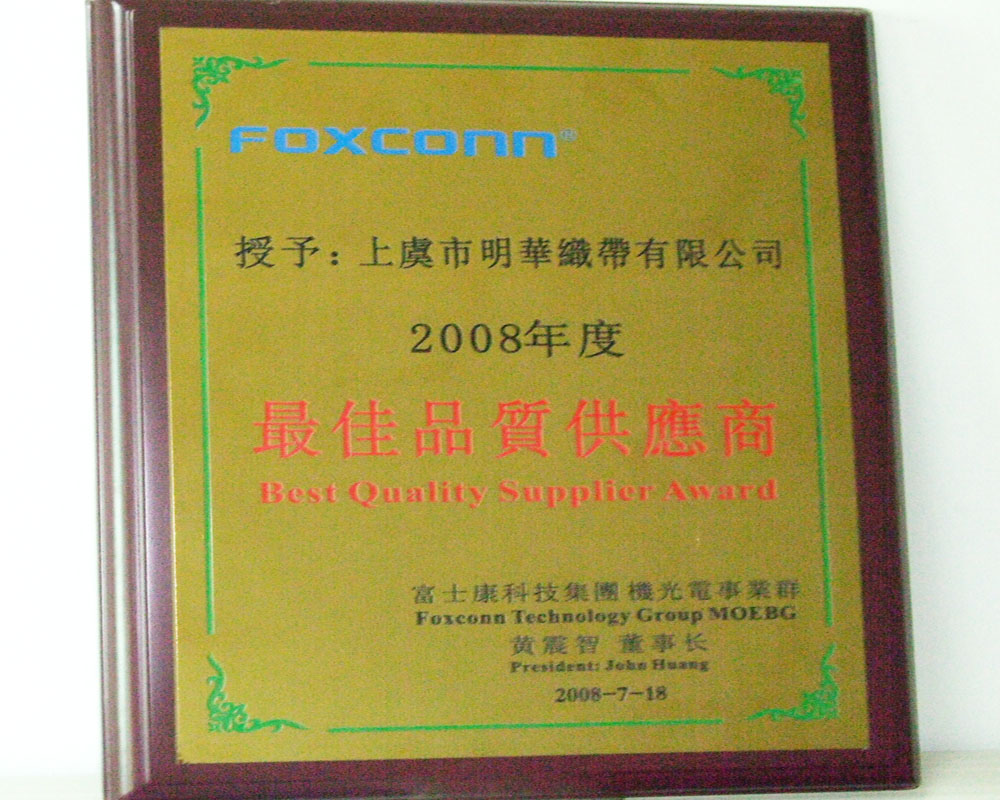 FOXCONN®
授予：上虞市明華織帶有限公司
2008年度
最佳品質供應商
Best Quality Supplier Award
富士康科技集團機光電事業群
Foxconn Technology Group MOEBG
黄震智 董事长
President: John Huang
2008-7-18